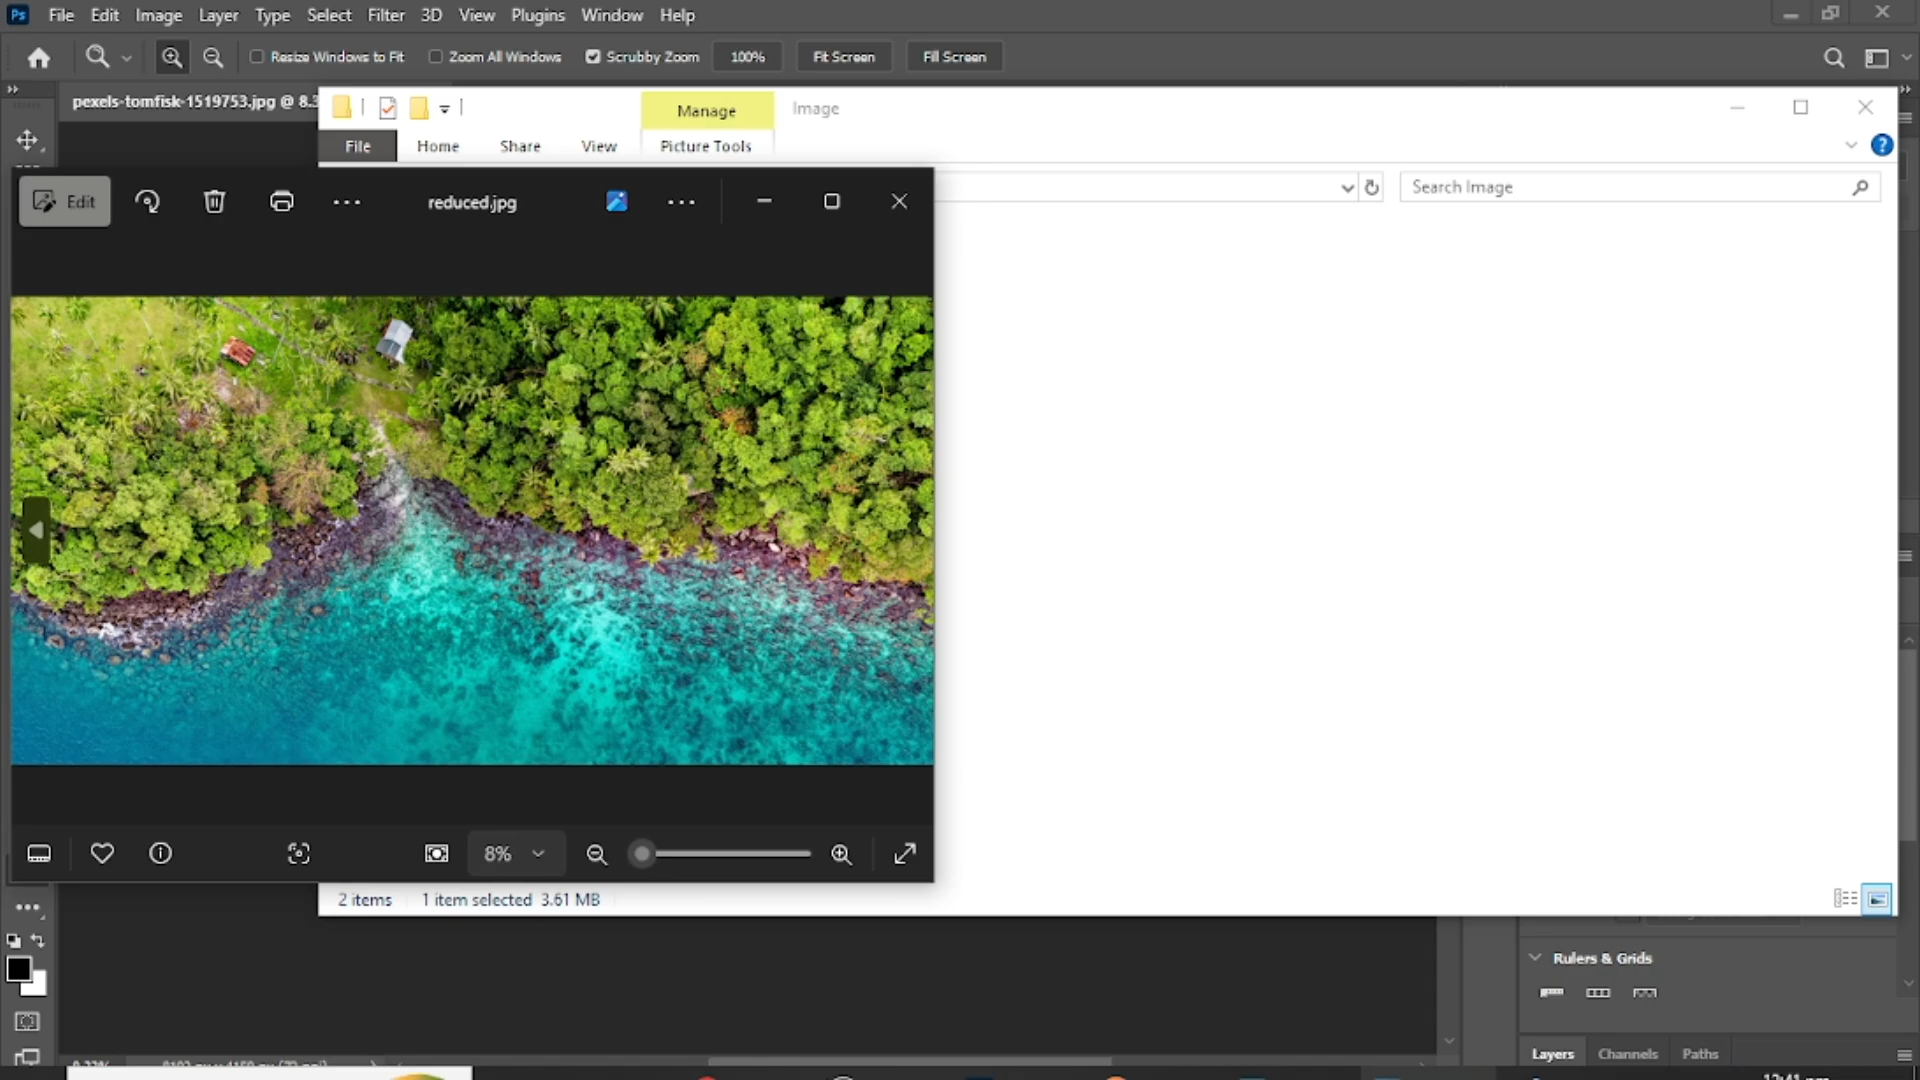 Ps File Edit Image Layer Type Select Filter 3D View Plugins Window Help
Resize Windows to Fit Zoom All Windows Scrubby Zoom 100% Fit Screen Fill Screen
pexels-tomfisk-1519753.jpg @ 8.3
Manage Image
File Home Share View Picture Tools
Edit reduced.jpg
Search Image
8%
2 items 1 item selected 3.61 MB
Rulers & Grids
Layers Channels Paths